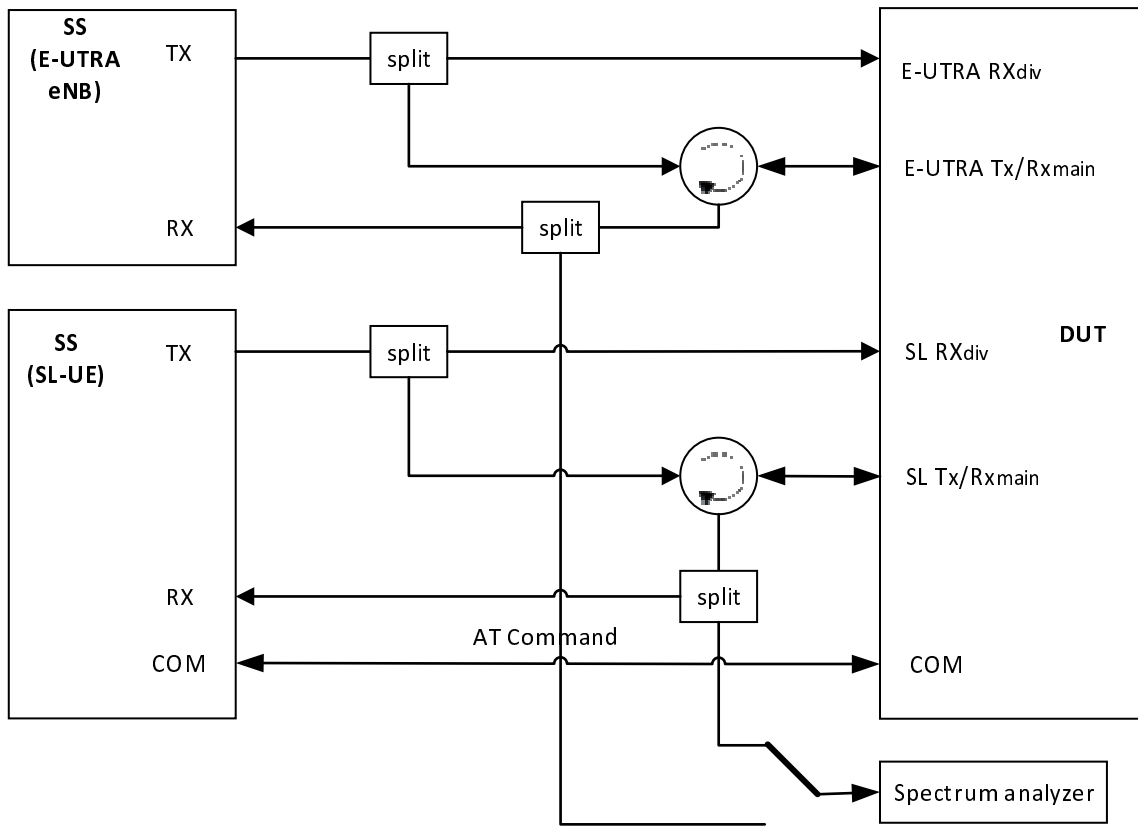 SS
(E-UTRA
eNB)
TX
split
E-UTRA RXdiv
E-UTRA Tx/Rxmain
RX
split
SS
(SL-UE)
TX
split
SL RXdiv
DUT
SL Tx/Rxmain
RX
split
AT Command
COM
COM
Spectrum analyzer